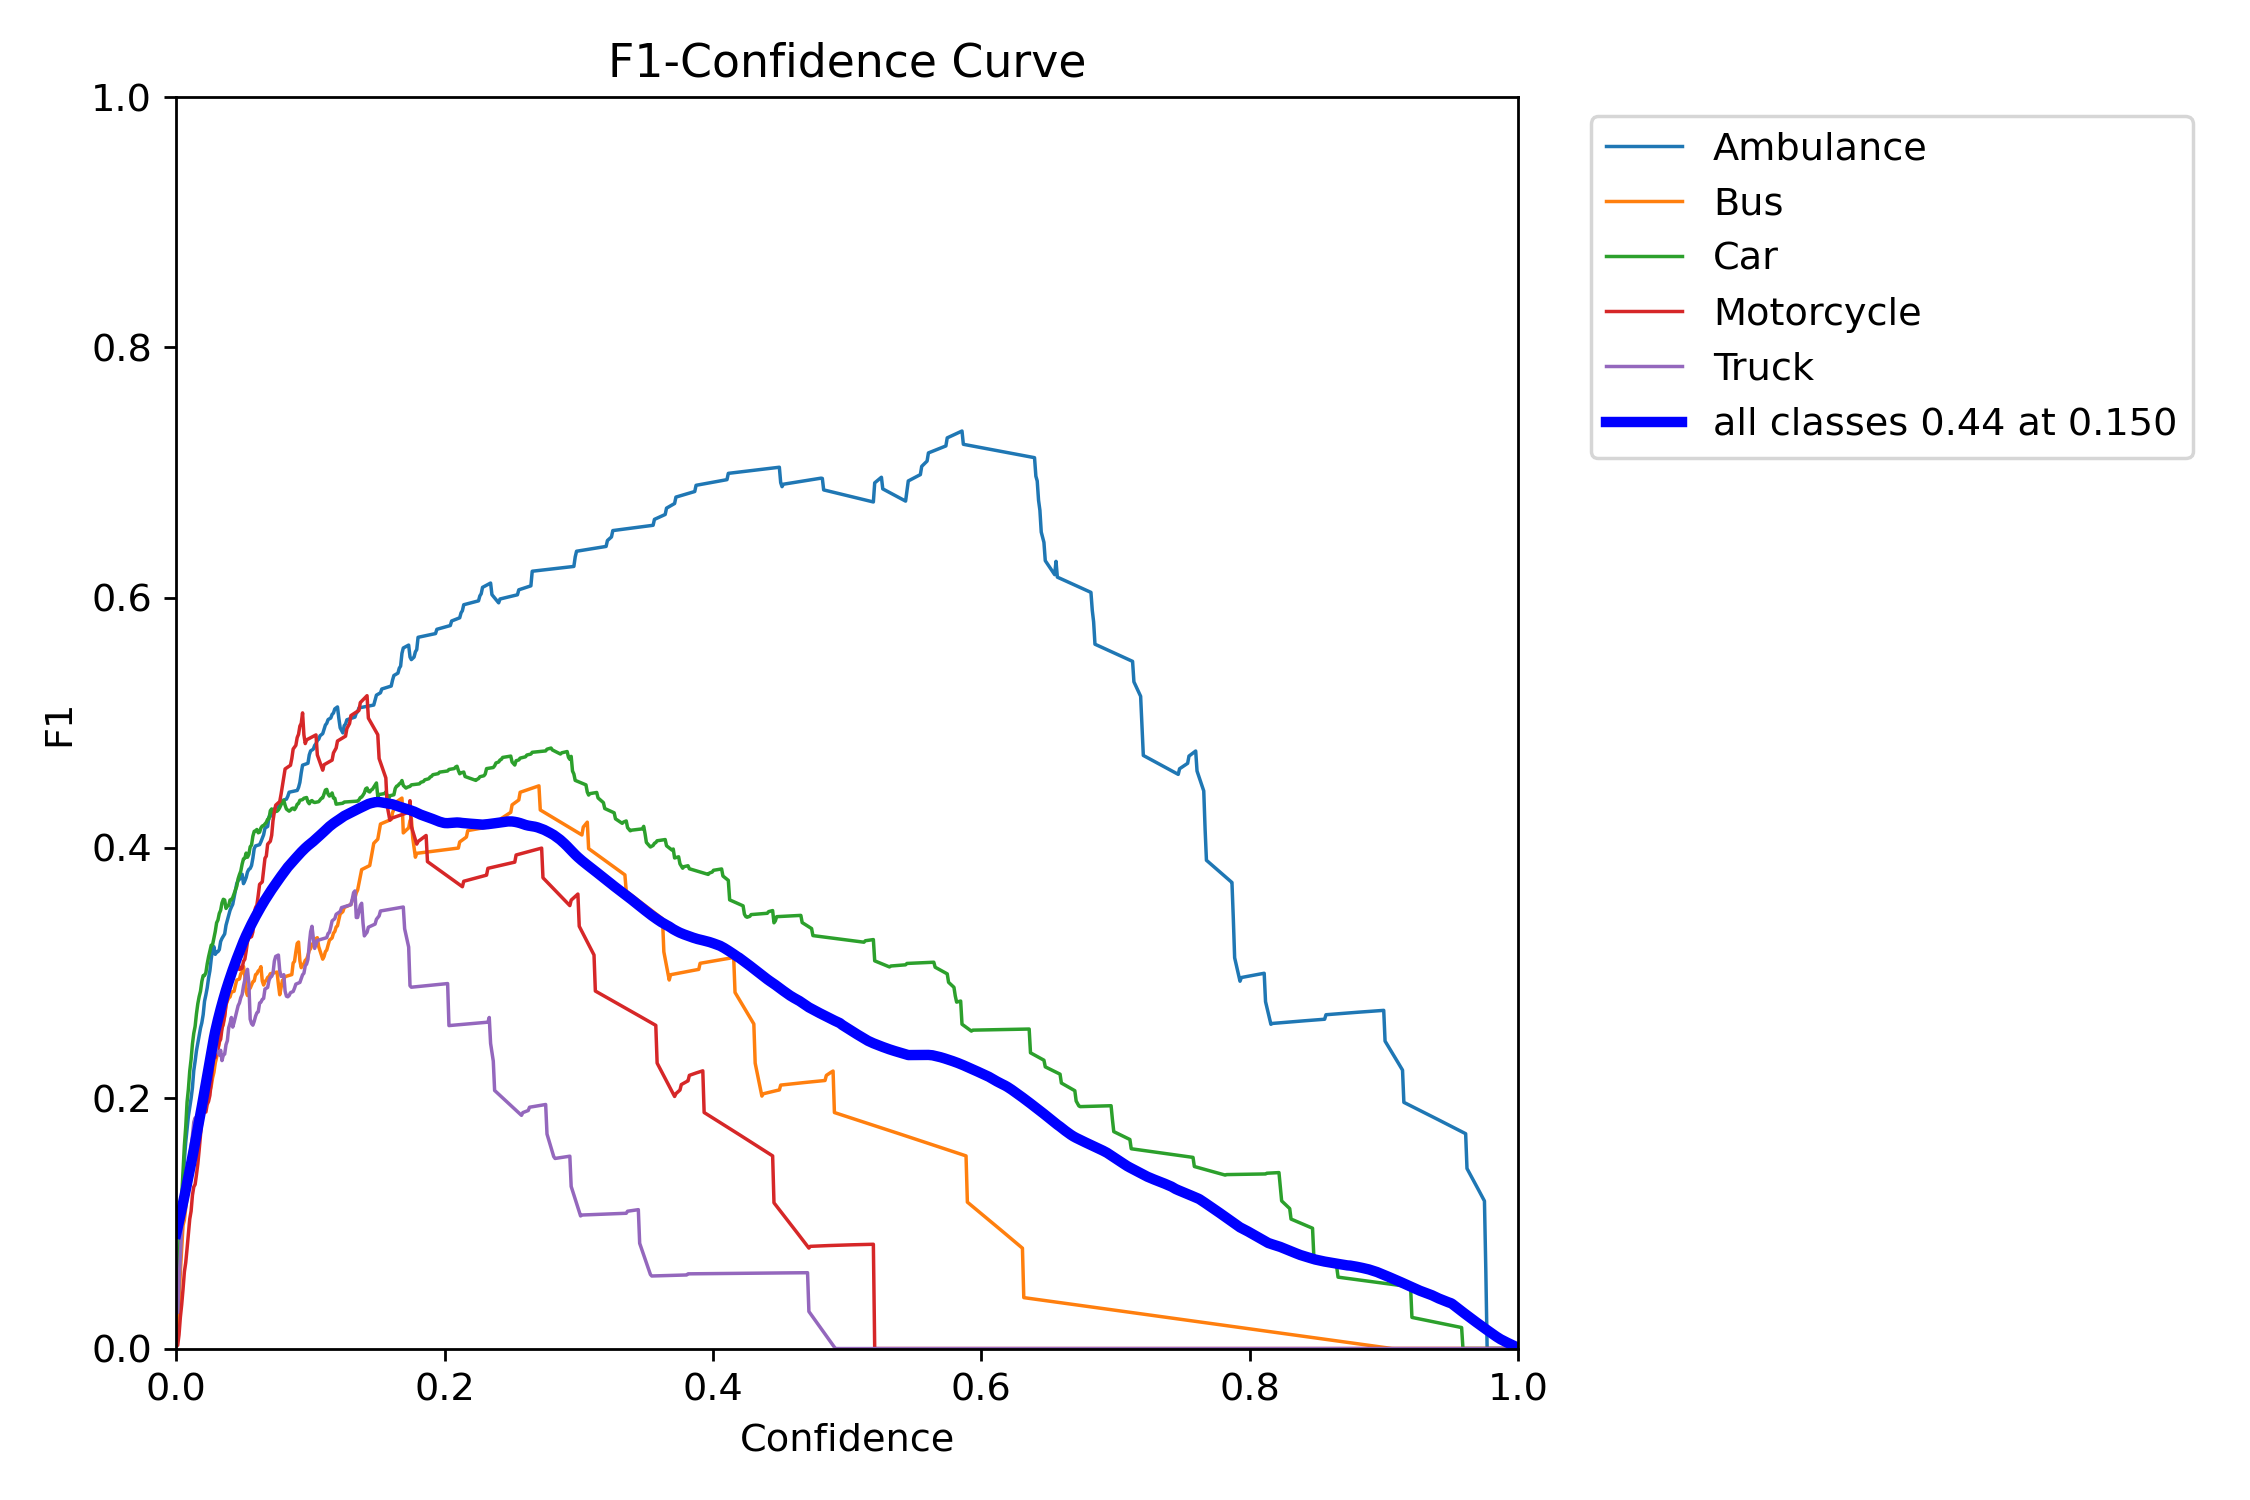 F1-Confidence Curve
1.0
0.8
0.6
0.4
0.2
0.0
F1
0.0 0.2 0.4 0.6 0.8 1.0
Confidence
Ambulance
Bus
Car
Motorcycle
Truck
all classes 0.44 at 0.150